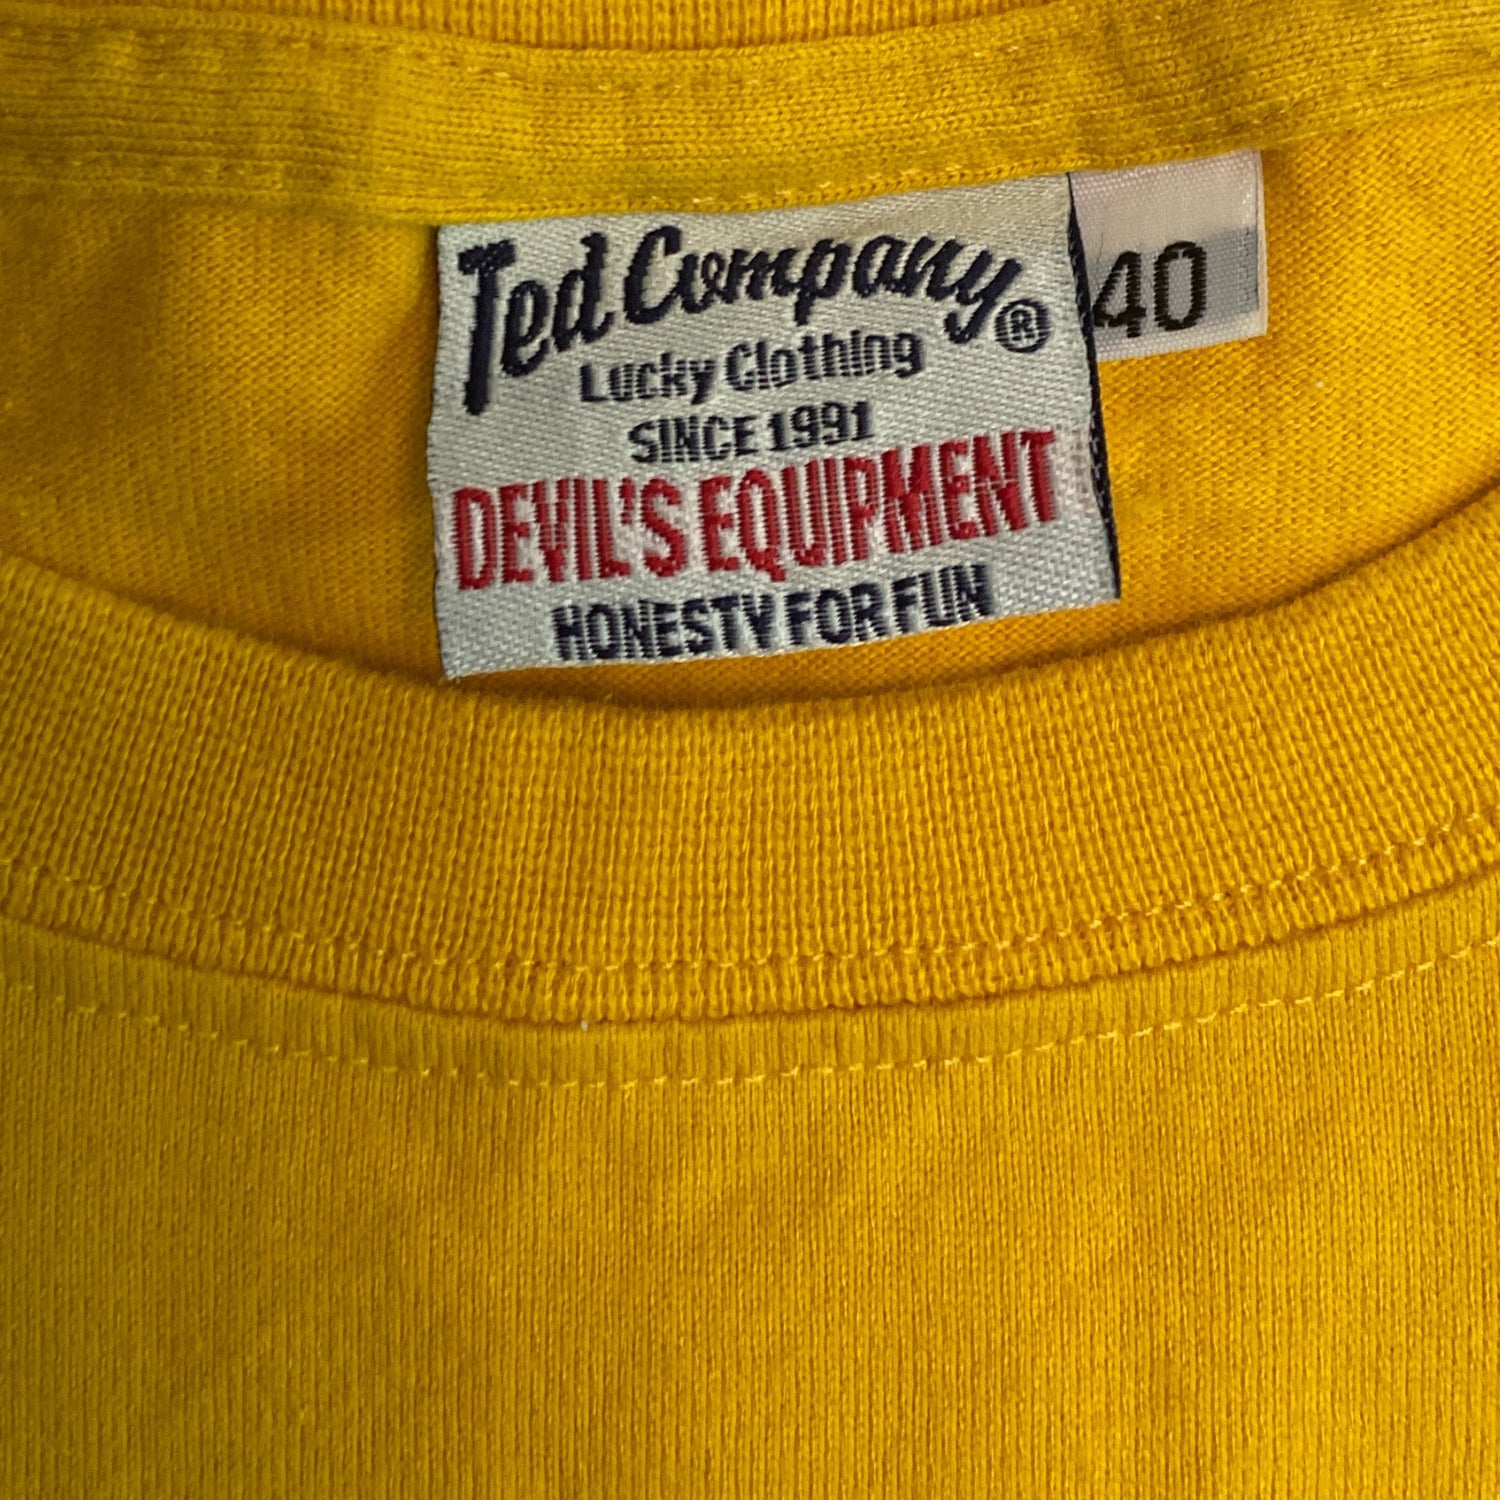 Ted Company®
Lucky Clothing
SINCE 1991
DEVIL'S EQUIPMENT
HONESTY FOR FUN
40